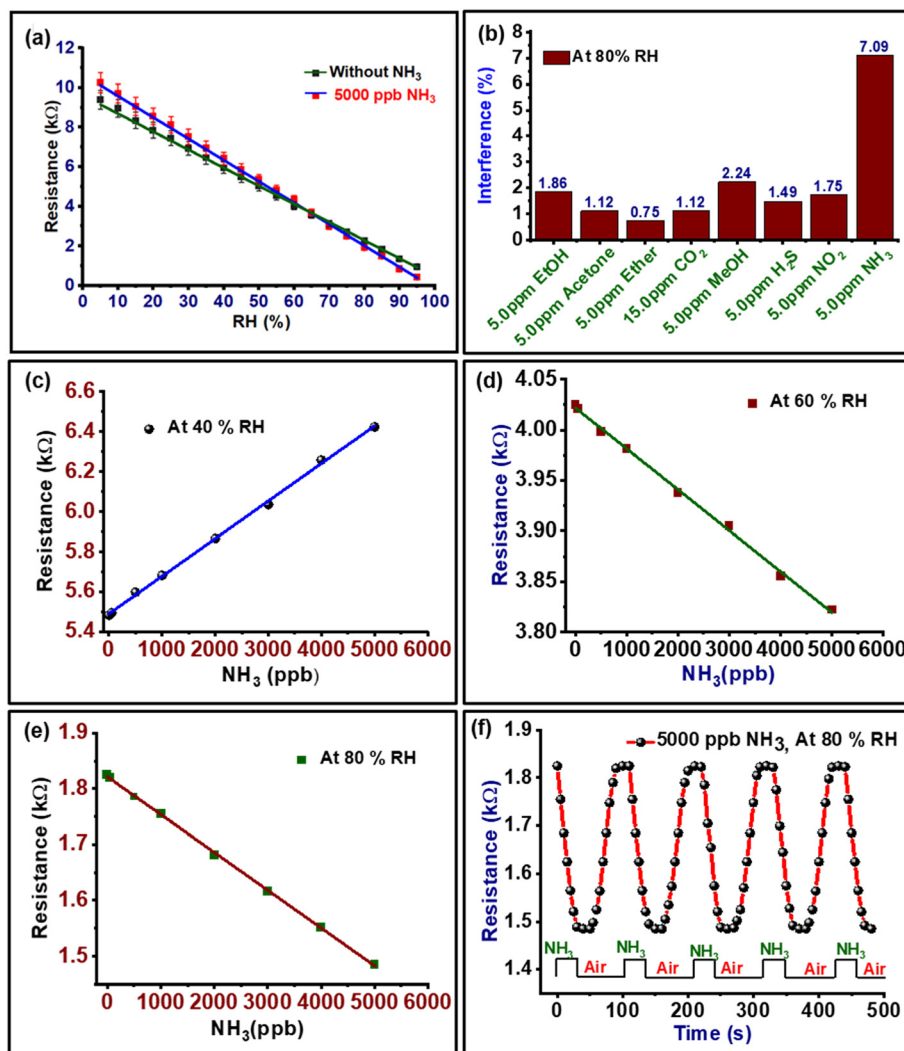 (a)
Without NH₃
5000 ppb NH₃
Resistance (kΩ)
12
10
8
6
4
2
0
0 10 20 30 40 50 60 70 80 90 100
RH (%)
(b)
At 80% RH
Interference (%)
8
7
6
5
4
3
2
1
0
1.86
1.12
0.75
1.12
2.24
1.49
1.75
7.09
5.0ppm EtOH
5.0ppm Acetone
5.0ppm Ether
15.0ppm CO₂
5.0ppm MeOH
5.0ppm H₂S
5.0ppm NO₂
5.0ppm NH₃
(c)
At 40 % RH
Resistance (kΩ)
6.6
6.4
6.2
6.0
5.8
5.6
5.4
0 1000 2000 3000 4000 5000 6000
NH₃ (ppb)
(d)
At 60 % RH
Resistance (kΩ)
4.05
4.00
3.95
3.90
3.85
3.80
0 1000 2000 3000 4000 5000 6000
NH₃(ppb)
(e)
At 80 % RH
Resistance (kΩ)
1.9
1.8
1.7
1.6
1.5
0 1000 2000 3000 4000 5000 6000
NH₃(ppb)
(f)
5000 ppb NH₃, At 80 % RH
Resistance (kΩ)
1.9
1.8
1.7
1.6
1.5
1.4
NH₃ NH₃ NH₃ NH₃ NH₃
Air Air Air Air Air
0 100 200 300 400 500
Time (s)